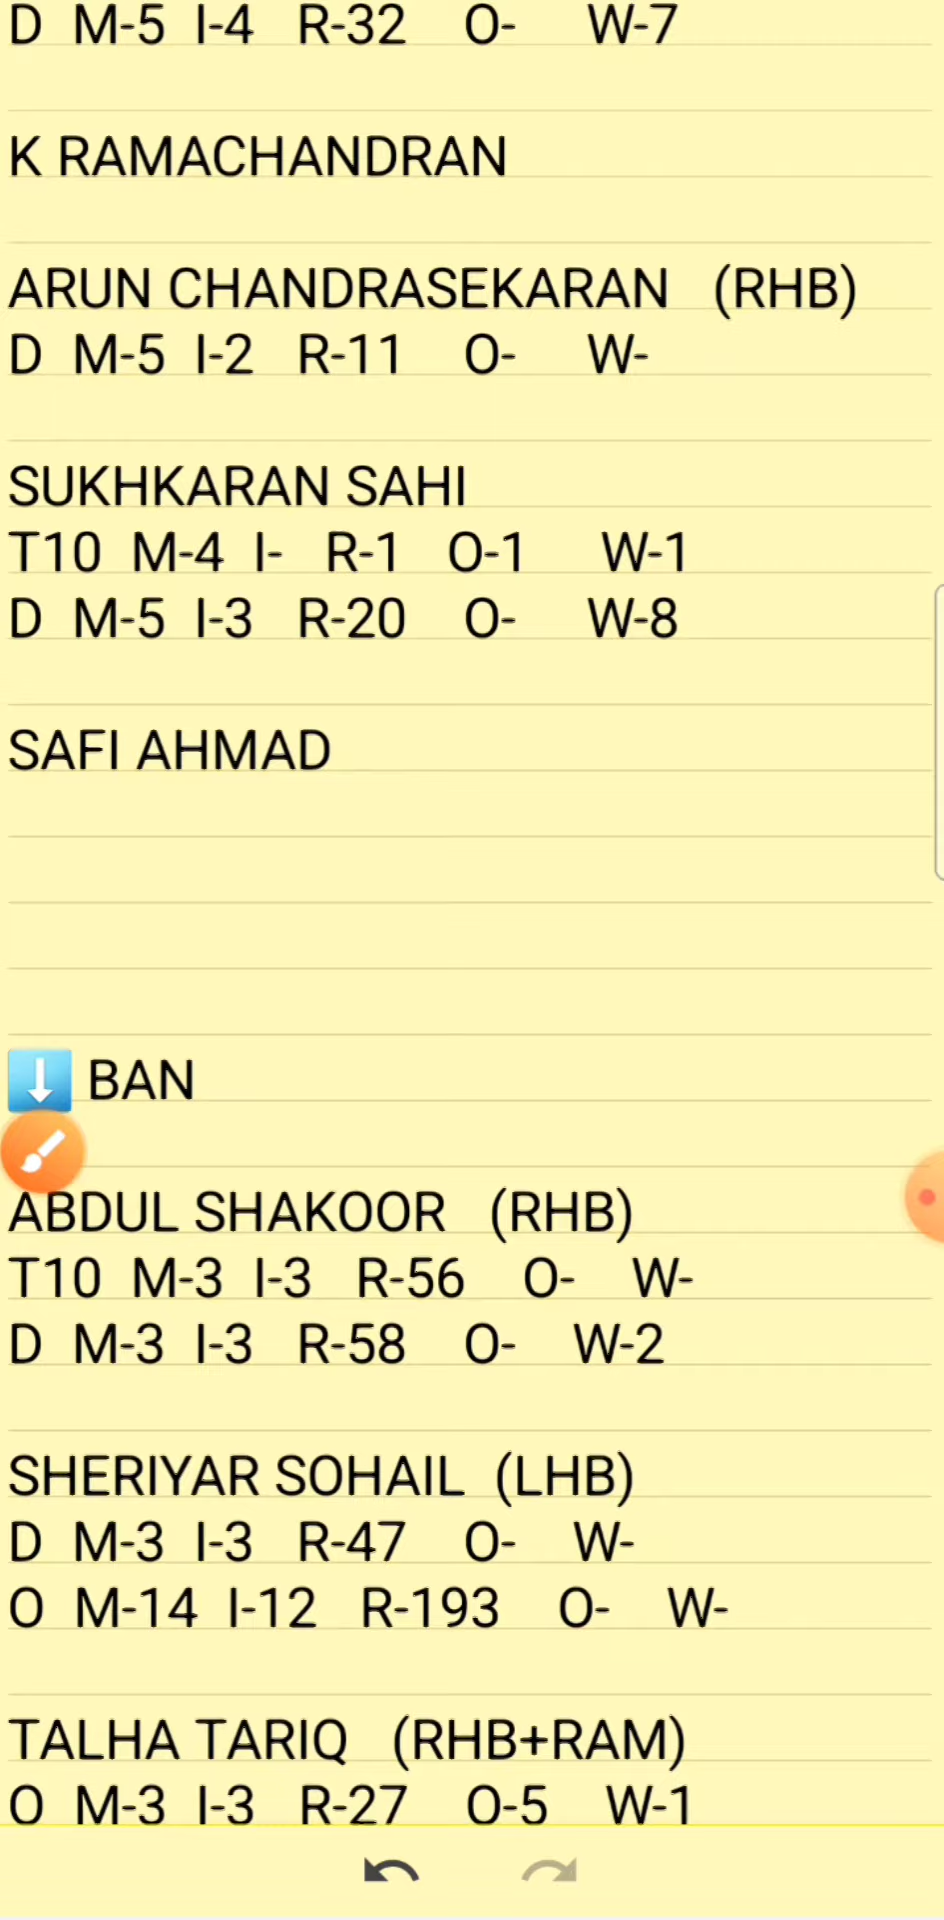 D M-5 I-4 R-32 O- W-7
K RAMACHANDRAN
ARUN CHANDRASEKARAN (RHB)
D M-5 I-2 R-11 O- W-
SUKHKARAN SAHI
T10 M-4 I- R-1 O-1 W-1
D M-5 I-3 R-20 O- W-8
SAFI AHMAD
⬇️ BAN
ABDUL SHAKOOR (RHB)
T10 M-3 I-3 R-56 O- W-
D M-3 I-3 R-58 O- W-2
SHERIYAR SOHAIL (LHB)
D M-3 I-3 R-47 O- W-
O M-14 I-12 R-193 O- W-
TALHA TARIQ (RHB+RAM)
O M-3 I-3 R-27 O-5 W-1